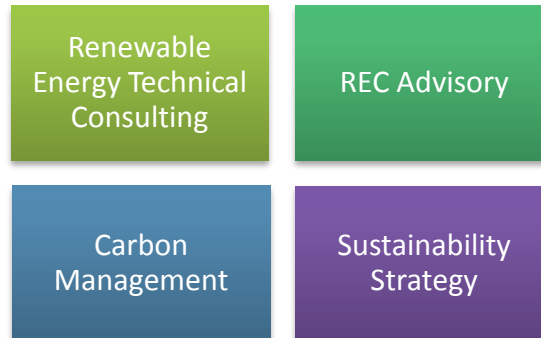 Renewable
Energy Technical
Consulting
REC Advisory
Carbon
Management
Sustainability
Strategy